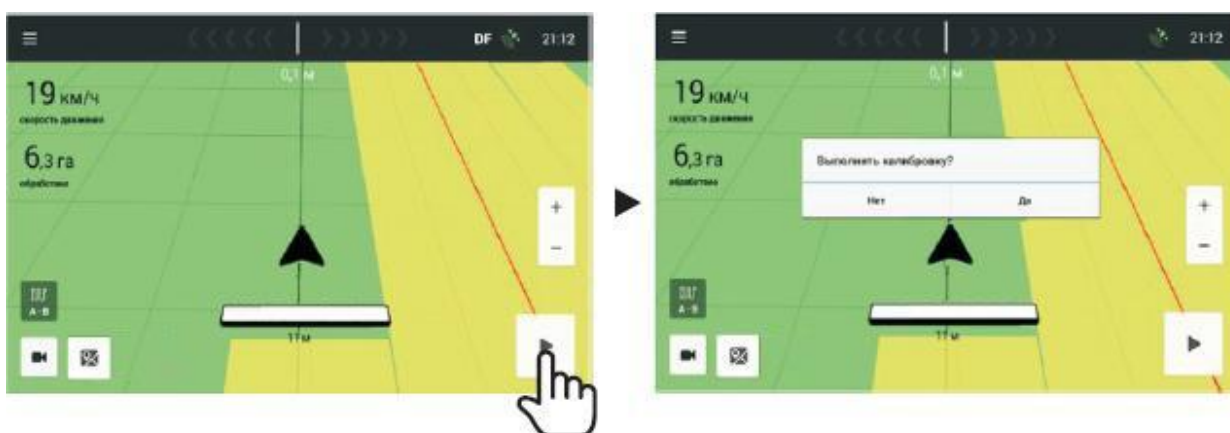 DF 21:12
0,1 м
19 км/ч
скорость движения
6,3 га
обработано
+
−
A-B
11 м
21:12
0,1 м
19 км/ч
скорость движения
6,3 га
обработано
Выполнить калибровку?
Нет Да
+
−
A-B
11 м